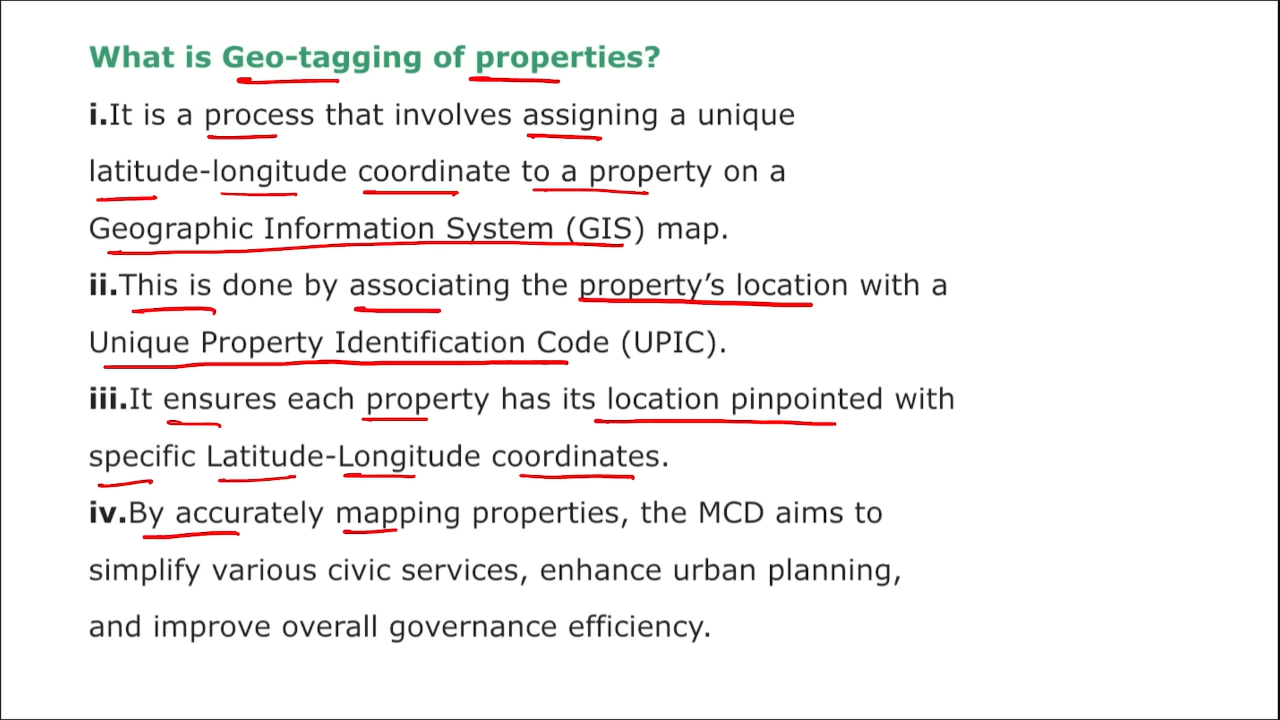 What is Geo-tagging of properties?
i.It is a process that involves assigning a unique
latitude-longitude coordinate to a property on a
Geographic Information System (GIS) map.
ii.This is done by associating the property’s location with a
Unique Property Identification Code (UPIC).
iii.It ensures each property has its location pinpointed with
specific Latitude-Longitude coordinates.
iv.By accurately mapping properties, the MCD aims to
simplify various civic services, enhance urban planning,
and improve overall governance efficiency.